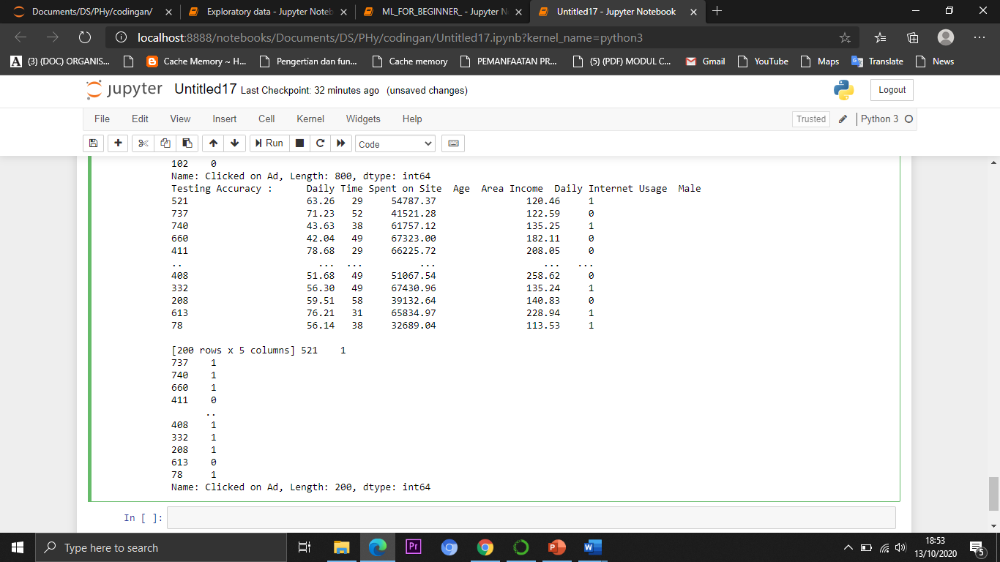 Documents/DS/PHy/codingan/
Exploratory data - Jupyter Noteb
ML_FOR_BEGINNER_ - Jupyter N
Untitled17 - Jupyter Notebook
localhost:8888/notebooks/Documents/DS/PHy/codingan/Untitled17.ipynb?kernel_name=python3
A (3) (DOC) ORGANIS... Cache Memory ~ H... Pengertian dan fun... Cache memory PEMANFAATAN PR... (5) (PDF) MODUL C... Gmail YouTube Maps Translate News
jupyter Untitled17 Last Checkpoint: 32 minutes ago (unsaved changes) Logout
File Edit View Insert Cell Kernel Widgets Help Trusted Python 3
Run Code
102 0
Name: Clicked on Ad, Length: 800, dtype: int64
Testing Accuracy : Daily Time Spent on Site Age Area Income Daily Internet Usage Male
521 63.26 29 54787.37 120.46 1
737 71.23 52 41521.28 122.59 0
740 43.63 38 61757.12 135.25 1
660 42.04 49 67323.00 182.11 0
411 78.68 29 66225.72 208.05 0
.. ... ... ... ... ...
408 51.68 49 51067.54 258.62 0
332 56.30 49 67430.96 135.24 1
208 59.51 58 39132.64 140.83 0
613 76.21 31 65834.97 228.94 1
78 56.14 38 32689.04 113.53 1
[200 rows x 5 columns] 521 1
737 1
740 1
660 1
411 0
..
408 1
332 1
208 1
613 0
78 1
Name: Clicked on Ad, Length: 200, dtype: int64
In [ ]:
Type here to search
Pr
18:53
13/10/2020
5